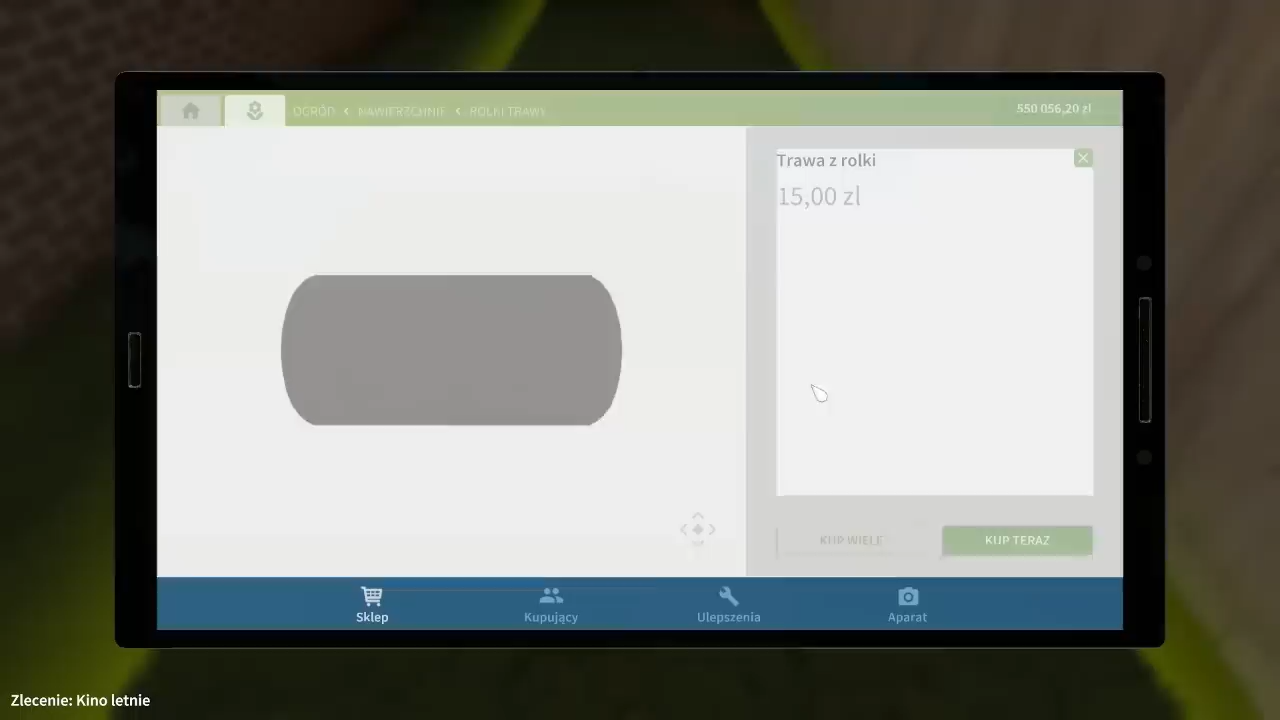 OGRÓD < NAWIERZCHNIE < ROLKI TRAWY
550 056,20 zł
Trawa z rolki
15,00 zl
KUP WIELE
KUP TERAZ
Sklep
Kupujący
Ulepszenia
Aparat
Zlecenie: Kino letnie